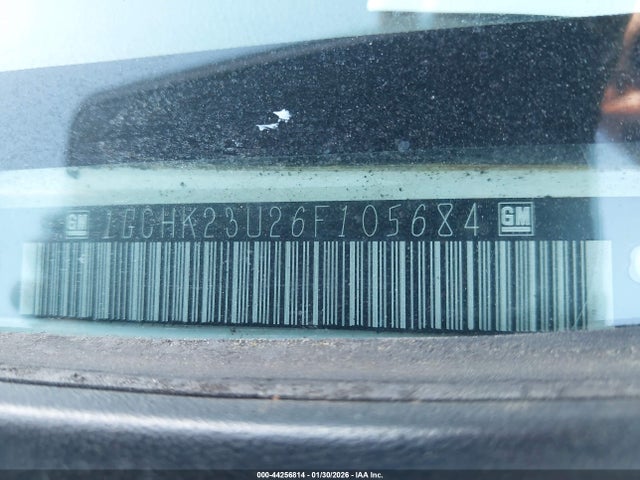 GM 1GCHK23U26F105684 GM
000-44256814 - 01/30/2026 - IAA Inc.